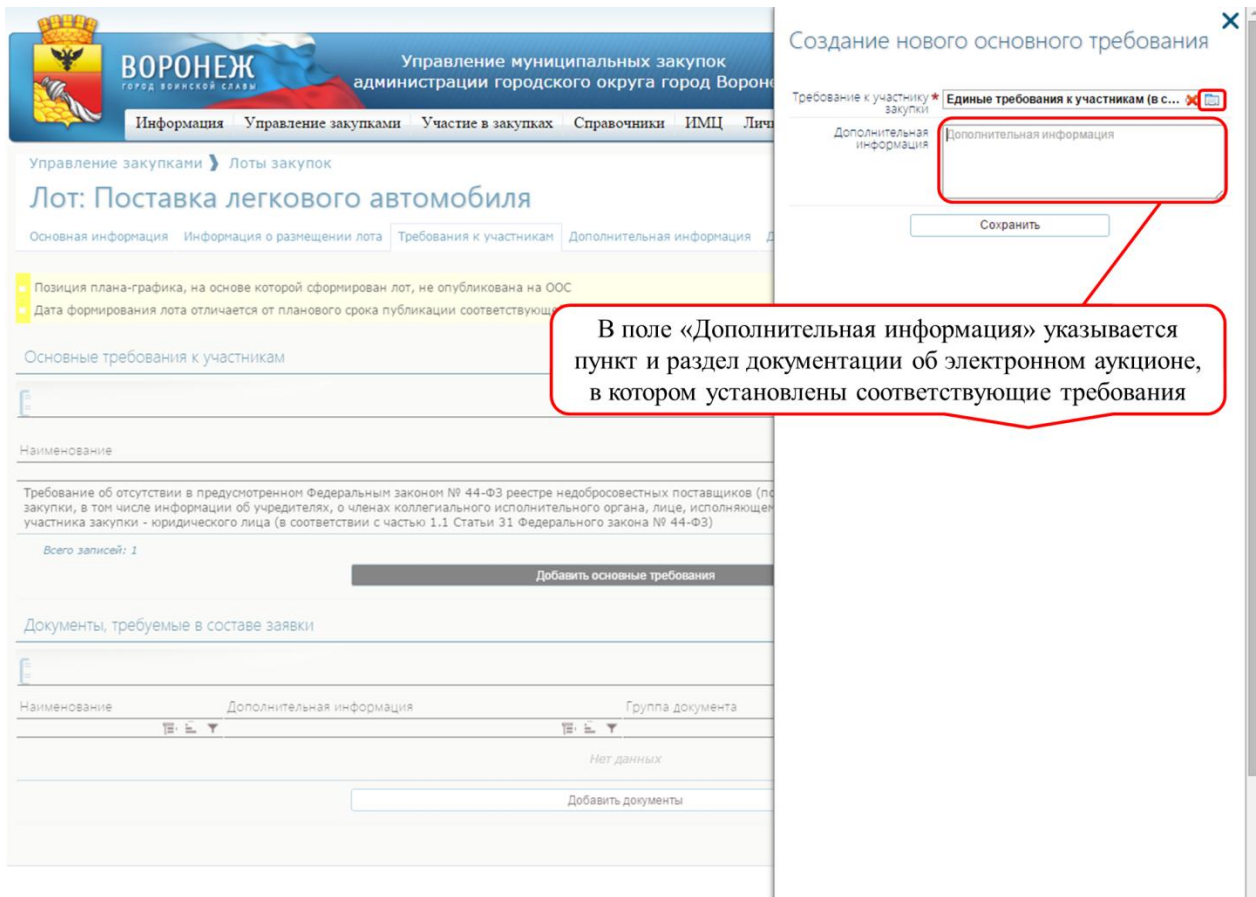 ВОРОНЕЖ
ГОРОД ВОИНСКОЙ СЛАВЫ
Управление муниципальных закупок
администрации городского округа город Вороне
Информация Управление закупками Участие в закупках Справочники ИМЦ Личн
Управление закупками Лоты закупок
Лот: Поставка легкового автомобиля
Основная информация Информация о размещении лота Требования к участникам Дополнительная информация
Позиция плана-графика, на основе которой сформирован лот, не опубликована на ООС
Дата формирования лота отличается от планового срока публикации соответствующе
Основные требования к участникам
Наименование
Требование об отсутствии в предусмотренном Федеральным законом № 44-ФЗ реестре недобросовестных поставщиков (по
закупки, в том числе информации об учредителях, о членах коллегиального исполнительного органа, лице, исполняющем
участника закупки - юридического лица (в соответствии с частью 1.1 Статьи 31 Федерального закона № 44-ФЗ)
Всего записей: 1
Добавить основные требования
Документы, требуемые в составе заявки
Наименование Дополнительная информация Группа документа
Нет данных
Добавить документы
Создание нового основного требования
Требование к участнику * Единые требования к участникам (в с...
закупки
Дополнительная Дополнительная информация
информация
Сохранить
В поле «Дополнительная информация» указывается
пункт и раздел документации об электронном аукционе,
в котором установлены соответствующие требования